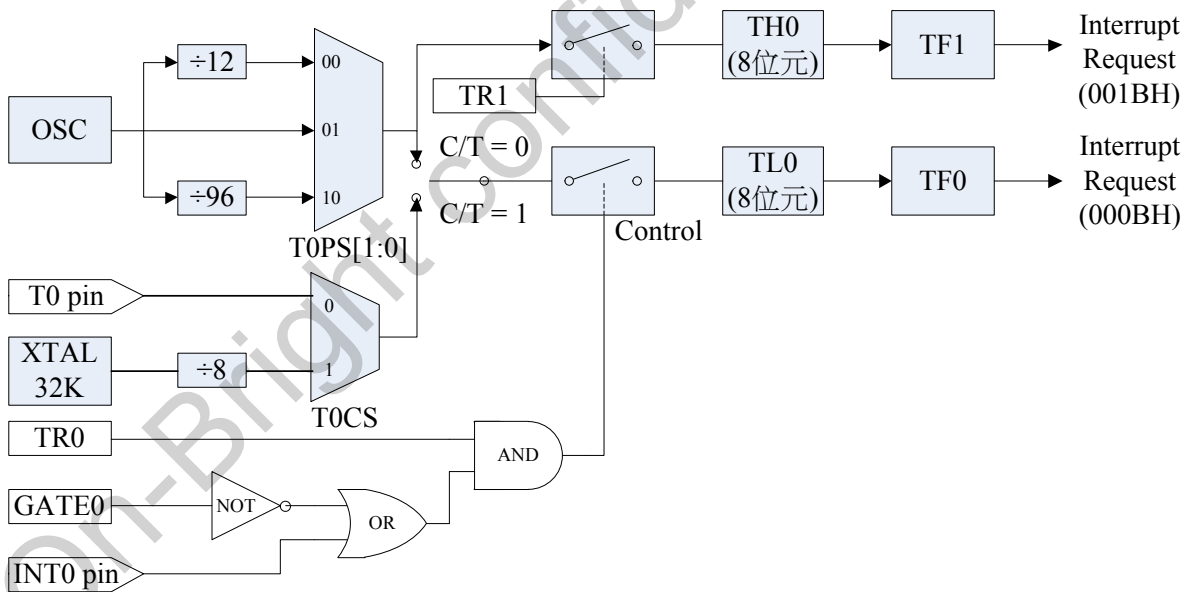 ÷12
OSC
÷96
00
01
10
T0PS[1:0]
TR1
C/T = 0
C/T = 1
TH0
(8位元)
TF1
Interrupt
Request
(001BH)
TL0
(8位元)
TF0
Interrupt
Request
(000BH)
Control
T0 pin
XTAL
32K
÷8
0
1
T0CS
TR0
GATE0
INT0 pin
NOT
OR
AND
On-Bright confid